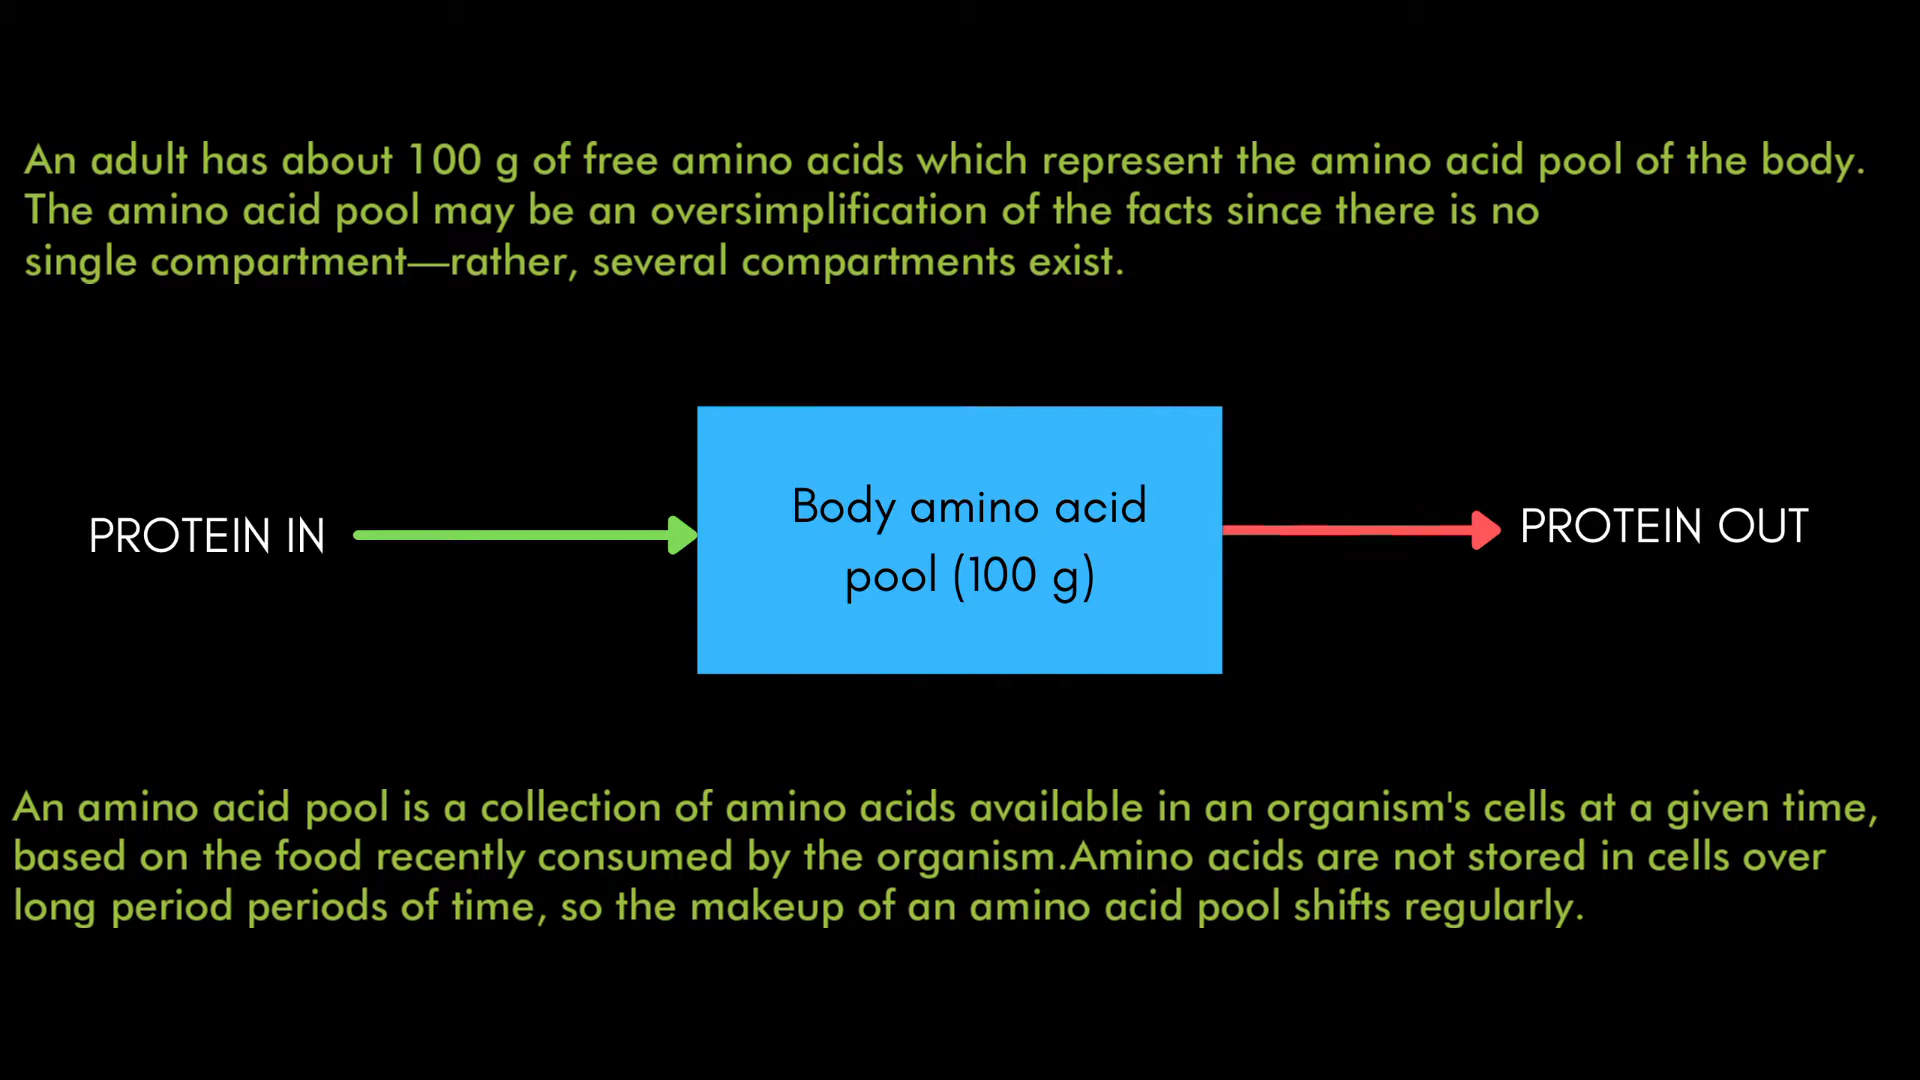 An adult has about 100 g of free amino acids which represent the amino acid pool of the body.
The amino acid pool may be an oversimplification of the facts since there is no
single compartment—rather, several compartments exist.
PROTEIN IN
Body amino acid
pool (100 g)
PROTEIN OUT
An amino acid pool is a collection of amino acids available in an organism's cells at a given time,
based on the food recently consumed by the organism.Amino acids are not stored in cells over
long period periods of time, so the makeup of an amino acid pool shifts regularly.